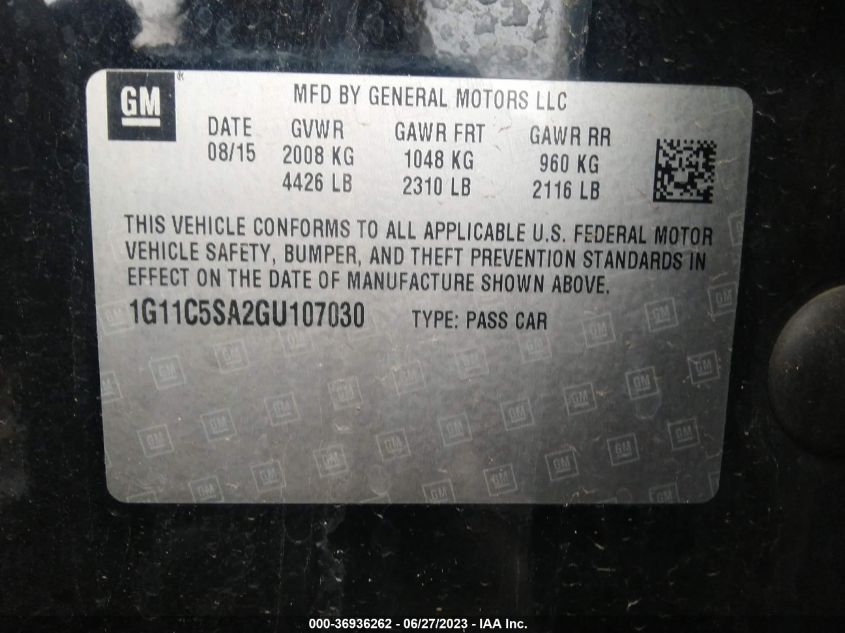 GM ® MFD BY GENERAL MOTORS LLC
DATE GVWR GAWR FRT GAWR RR
08/15 2008 KG 1048 KG 960 KG
4426 LB 2310 LB 2116 LB
THIS VEHICLE CONFORMS TO ALL APPLICABLE U.S. FEDERAL MOTOR
VEHICLE SAFETY, BUMPER, AND THEFT PREVENTION STANDARDS IN
EFFECT ON THE DATE OF MANUFACTURE SHOWN ABOVE.
1G11C5SA2GU107030 TYPE: PASS CAR
000-36936262 - 06/27/2023 - IAA Inc.